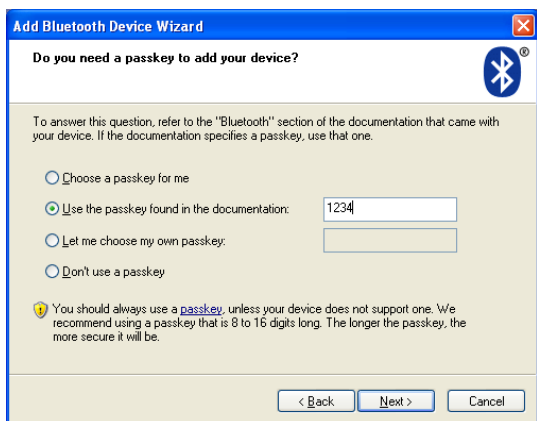 Add Bluetooth Device Wizard
Do you need a passkey to add your device?
®
To answer this question, refer to the "Bluetooth" section of the documentation that came with
your device. If the documentation specifies a passkey, use that one.
Choose a passkey for me
Use the passkey found in the documentation: 1234
Let me choose my own passkey:
Don't use a passkey
You should always use a passkey, unless your device does not support one. We
recommend using a passkey that is 8 to 16 digits long. The longer the passkey, the
more secure it will be.
< Back Next > Cancel